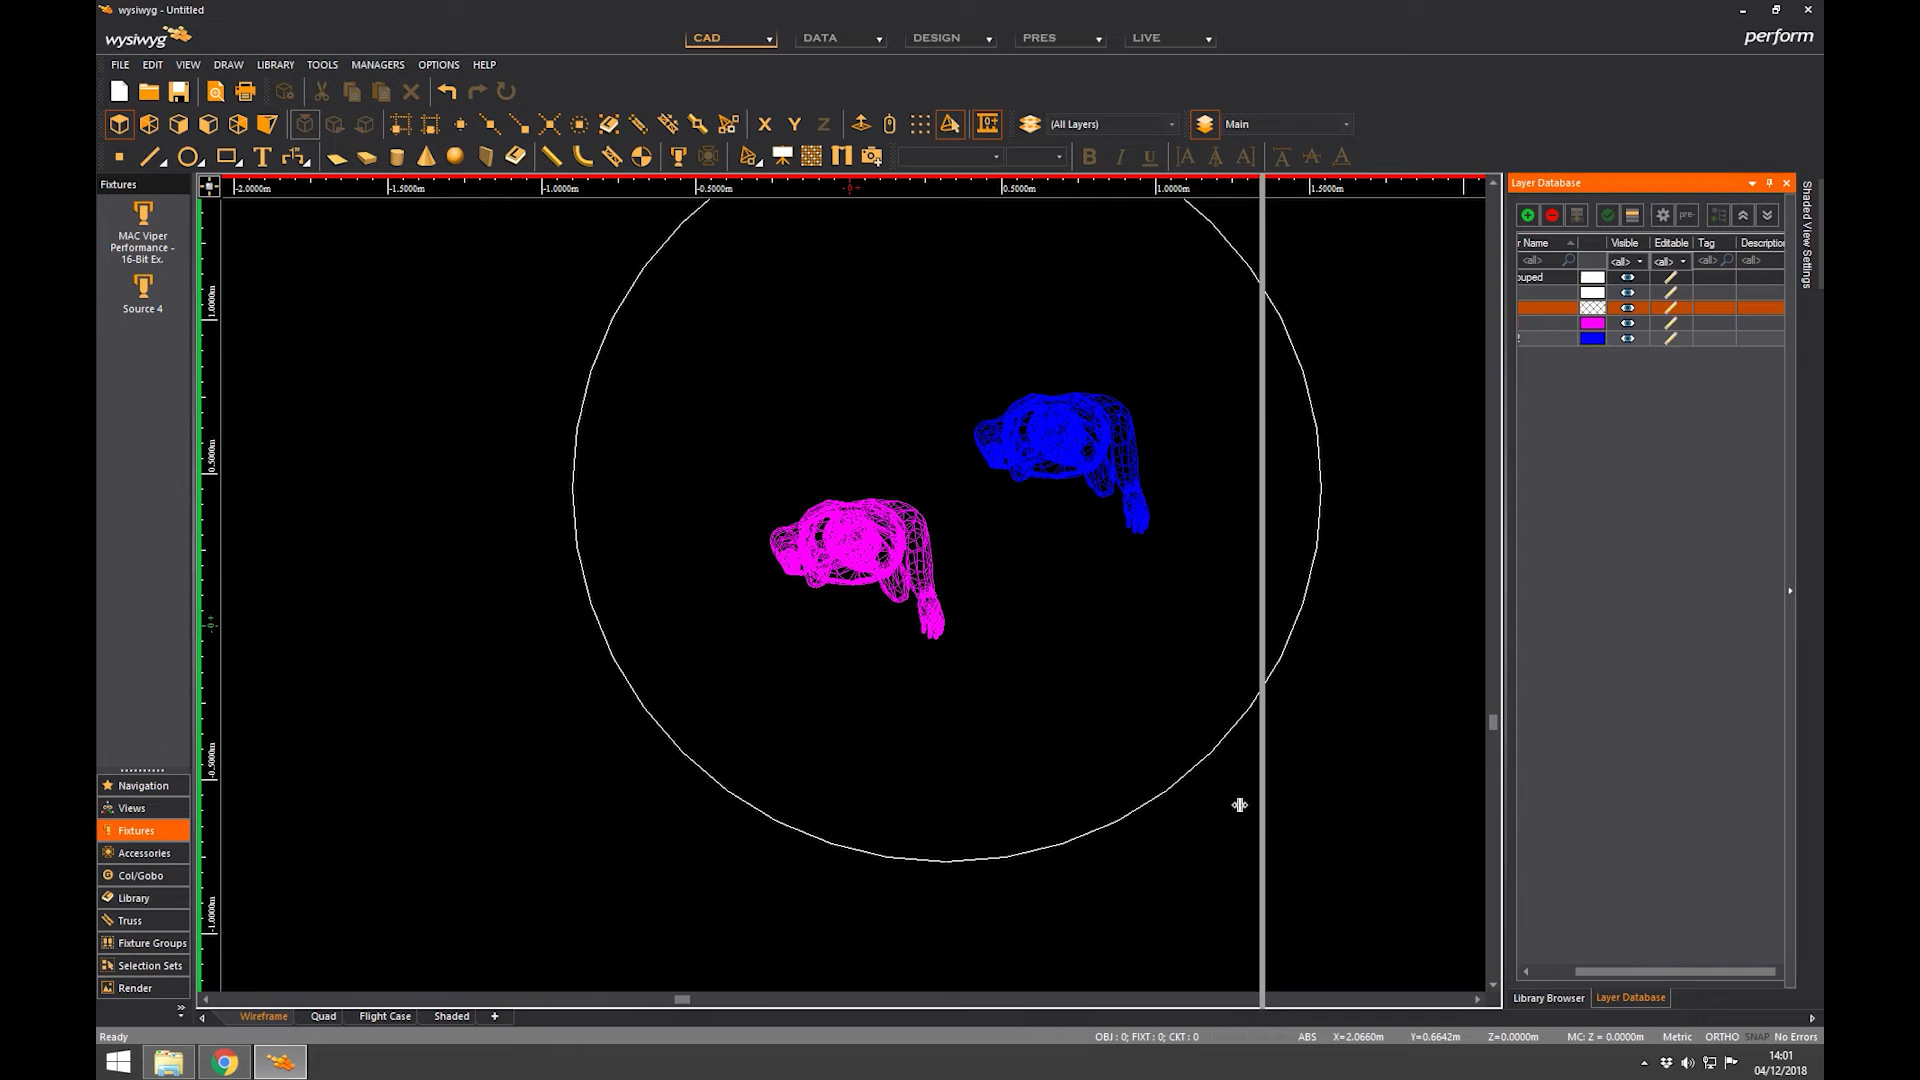 wysiwyg - Untitled
wysiwyg
CAD
DATA
DESIGN
PRES
LIVE
perform
FILE
EDIT
VIEW
DRAW
LIBRARY
TOOLS
MANAGERS
OPTIONS
HELP
X
Y
Z
(All Layers)
Main
T
B
I
U
A
A
A
A
A
A
Fixtures
-2.0000m
-1.5000m
-1.0000m
-0.5000m
- 0 +
0.5000m
1.0000m
1.5000m
Layer Database
Shaded View Settings
MAC Viper
Performance -
16-Bit Ex.
Source 4
pre-
r Name
Visible
Editable
Tag
Descriptio
<all>
<all>
<all>
<all>
<all>
ouped
2
1.0000m
0.5000m
- 0 +
-0.5000m
-1.0000m
Navigation
Views
Fixtures
Accessories
Col/Gobo
Library
Truss
Fixture Groups
Selection Sets
Render
Library Browser
Layer Database
Wireframe
Quad
Flight Case
Shaded
+
Ready
OBJ : 0; FIXT : 0; CKT : 0
ABS
X=2.0660m
Y=0.6642m
Z=0.0000m
MC: Z = 0.0000m
Metric
ORTHO
SNAP
No Errors
14:01
04/12/2018